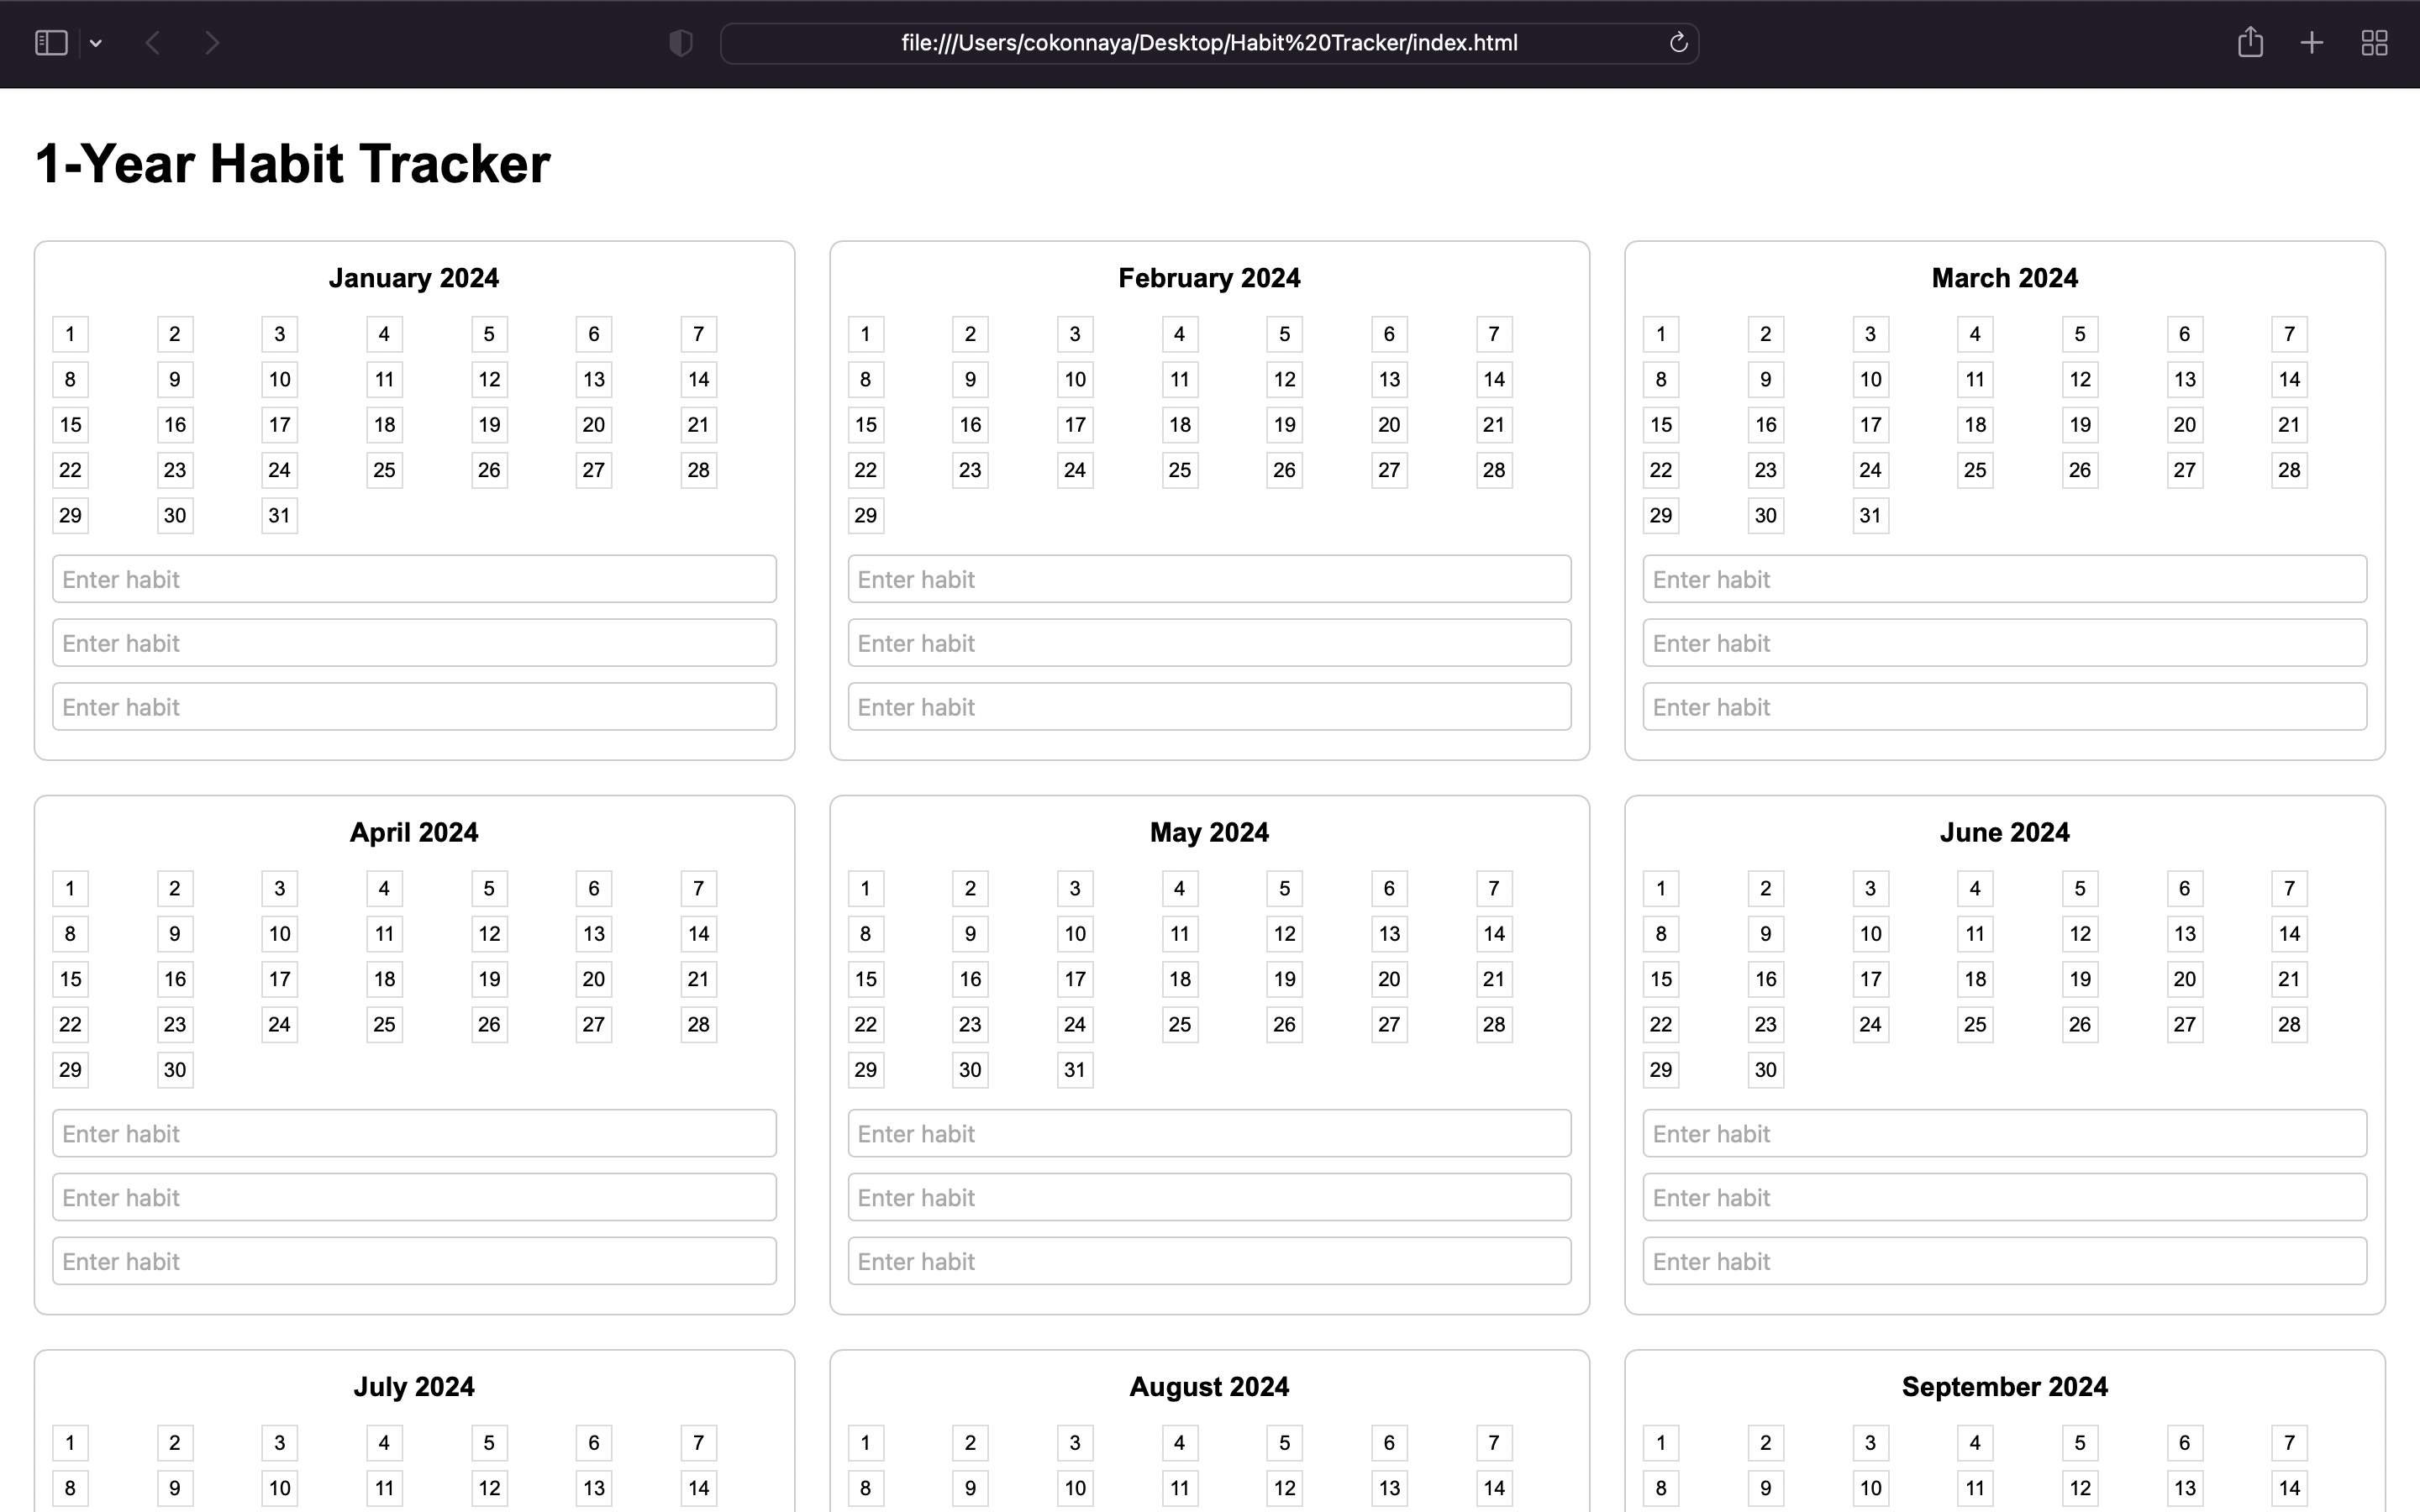 file:///Users/cokonnaya/Desktop/Habit%20Tracker/index.html
1-Year Habit Tracker
January 2024
1 2 3 4 5 6 7
8 9 10 11 12 13 14
15 16 17 18 19 20 21
22 23 24 25 26 27 28
29 30 31
Enter habit
Enter habit
Enter habit
February 2024
1 2 3 4 5 6 7
8 9 10 11 12 13 14
15 16 17 18 19 20 21
22 23 24 25 26 27 28
29
Enter habit
Enter habit
Enter habit
March 2024
1 2 3 4 5 6 7
8 9 10 11 12 13 14
15 16 17 18 19 20 21
22 23 24 25 26 27 28
29 30 31
Enter habit
Enter habit
Enter habit
April 2024
1 2 3 4 5 6 7
8 9 10 11 12 13 14
15 16 17 18 19 20 21
22 23 24 25 26 27 28
29 30
Enter habit
Enter habit
Enter habit
May 2024
1 2 3 4 5 6 7
8 9 10 11 12 13 14
15 16 17 18 19 20 21
22 23 24 25 26 27 28
29 30 31
Enter habit
Enter habit
Enter habit
June 2024
1 2 3 4 5 6 7
8 9 10 11 12 13 14
15 16 17 18 19 20 21
22 23 24 25 26 27 28
29 30
Enter habit
Enter habit
Enter habit
July 2024
1 2 3 4 5 6 7
8 9 10 11 12 13 14
August 2024
1 2 3 4 5 6 7
8 9 10 11 12 13 14
September 2024
1 2 3 4 5 6 7
8 9 10 11 12 13 14